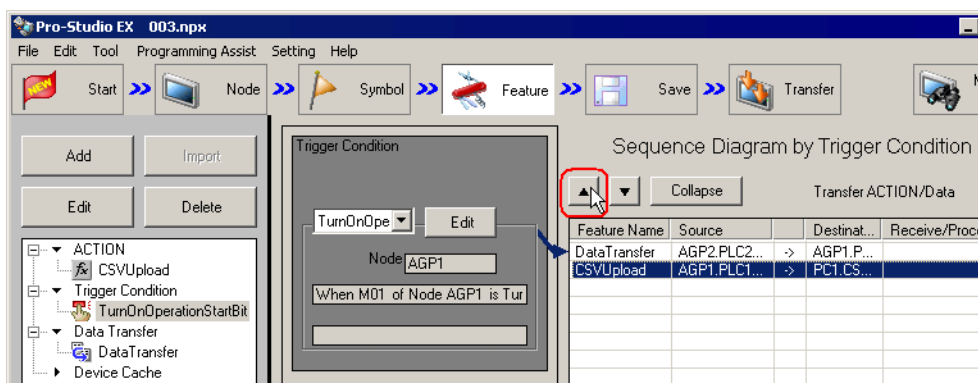 Pro-Studio EX 003.npx
File Edit Tool Programming Assist Setting Help
NEW Start Node Symbol Feature Save Transfer
Add Import
Edit Delete
ACTION
fx CSVUpload
Trigger Condition
TurnOnOperationStartBit
Data Transfer
DataTransfer
Device Cache
Trigger Condition
TurnOnOpe Edit
Node AGP1
When M01 of Node AGP1 is Tur
Sequence Diagram by Trigger Condition
Collapse Transfer ACTION/Data
Feature Name Source Destinat... Receive/Proc
DataTransfer AGP2.PLC2... -> AGP1.P...
CSVUpload AGP1.PLC1... -> PC1.CS...